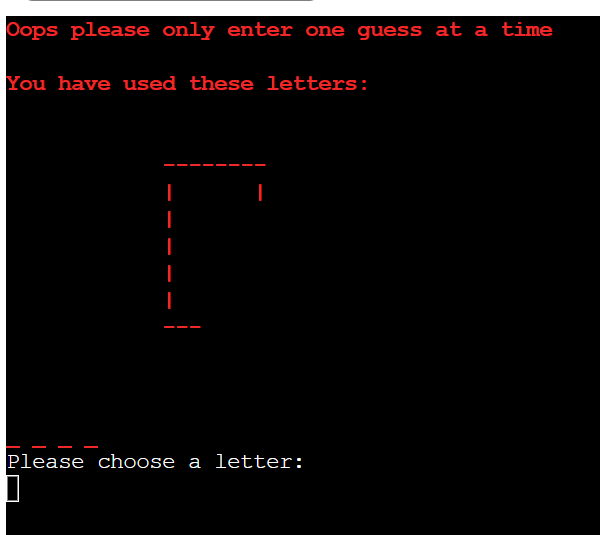 Oops please only enter one guess at a time
You have used these letters:
--------
|       |
|
|
|
|
---
_ _ _ _
Please choose a letter: